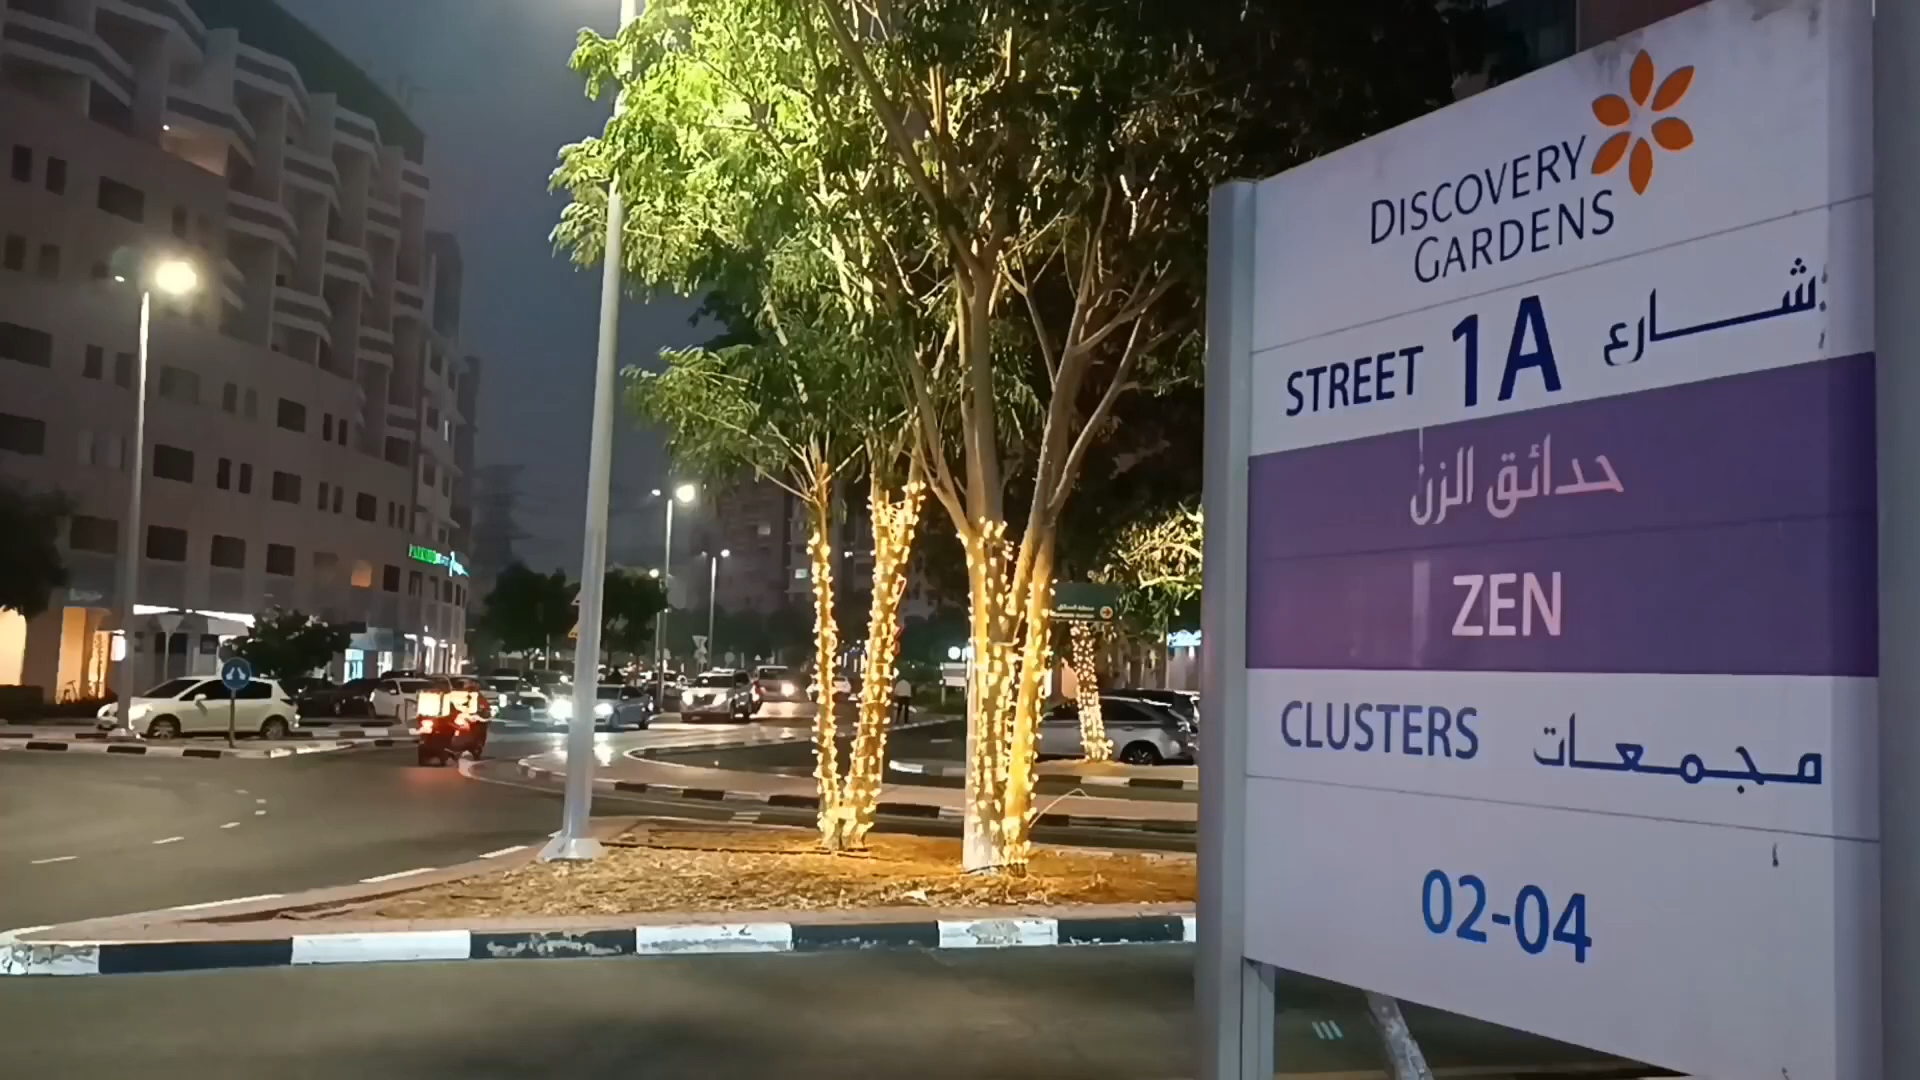 DISCOVERY
GARDENS
STREET 1A شارع
حدائق الزن
ZEN
CLUSTERS مجمعات
02-04